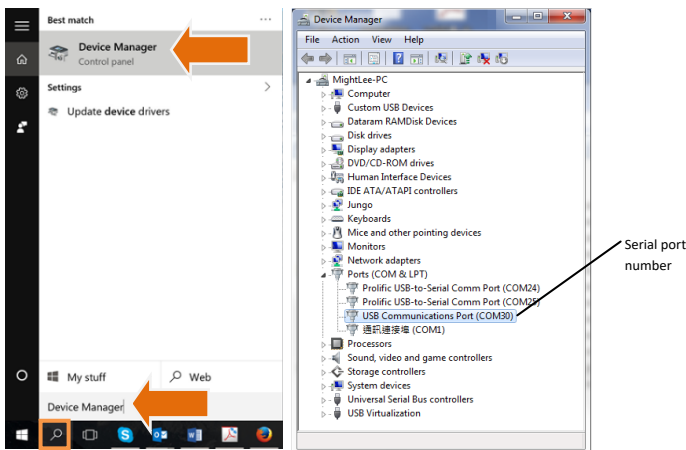 Best match
...
Device Manager
Control panel
Settings
Update device drivers
My stuff
Web
Device Manager
Device Manager
File Action View Help
MightLee-PC
Computer
Custom USB Devices
Dataram RAMDisk Devices
Disk drives
Display adapters
DVD/CD-ROM drives
Human Interface Devices
IDE ATA/ATAPI controllers
Jungo
Keyboards
Mice and other pointing devices
Monitors
Network adapters
Ports (COM & LPT)
Prolific USB-to-Serial Comm Port (COM24)
Prolific USB-to-Serial Comm Port (COM25)
USB Communications Port (COM30)
通訊連接埠 (COM1)
Processors
Sound, video and game controllers
Storage controllers
System devices
Universal Serial Bus controllers
USB Virtualization
Serial port
number